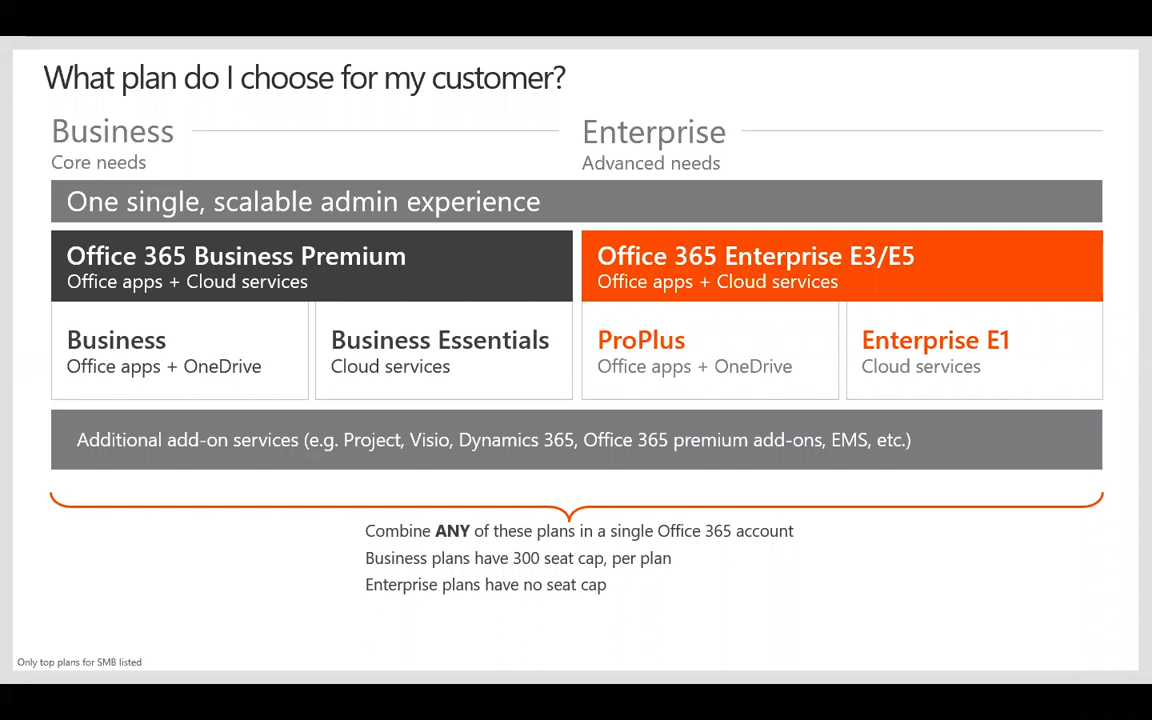 What plan do I choose for my customer?
Business
Core needs
Enterprise
Advanced needs
One single, scalable admin experience
Office 365 Business Premium
Office apps + Cloud services
Office 365 Enterprise E3/E5
Office apps + Cloud services
Business
Office apps + OneDrive
Business Essentials
Cloud services
ProPlus
Office apps + OneDrive
Enterprise E1
Cloud services
Additional add-on services (e.g. Project, Visio, Dynamics 365, Office 365 premium add-ons, EMS, etc.)
Combine ANY of these plans in a single Office 365 account
Business plans have 300 seat cap, per plan
Enterprise plans have no seat cap
Only top plans for SMB listed